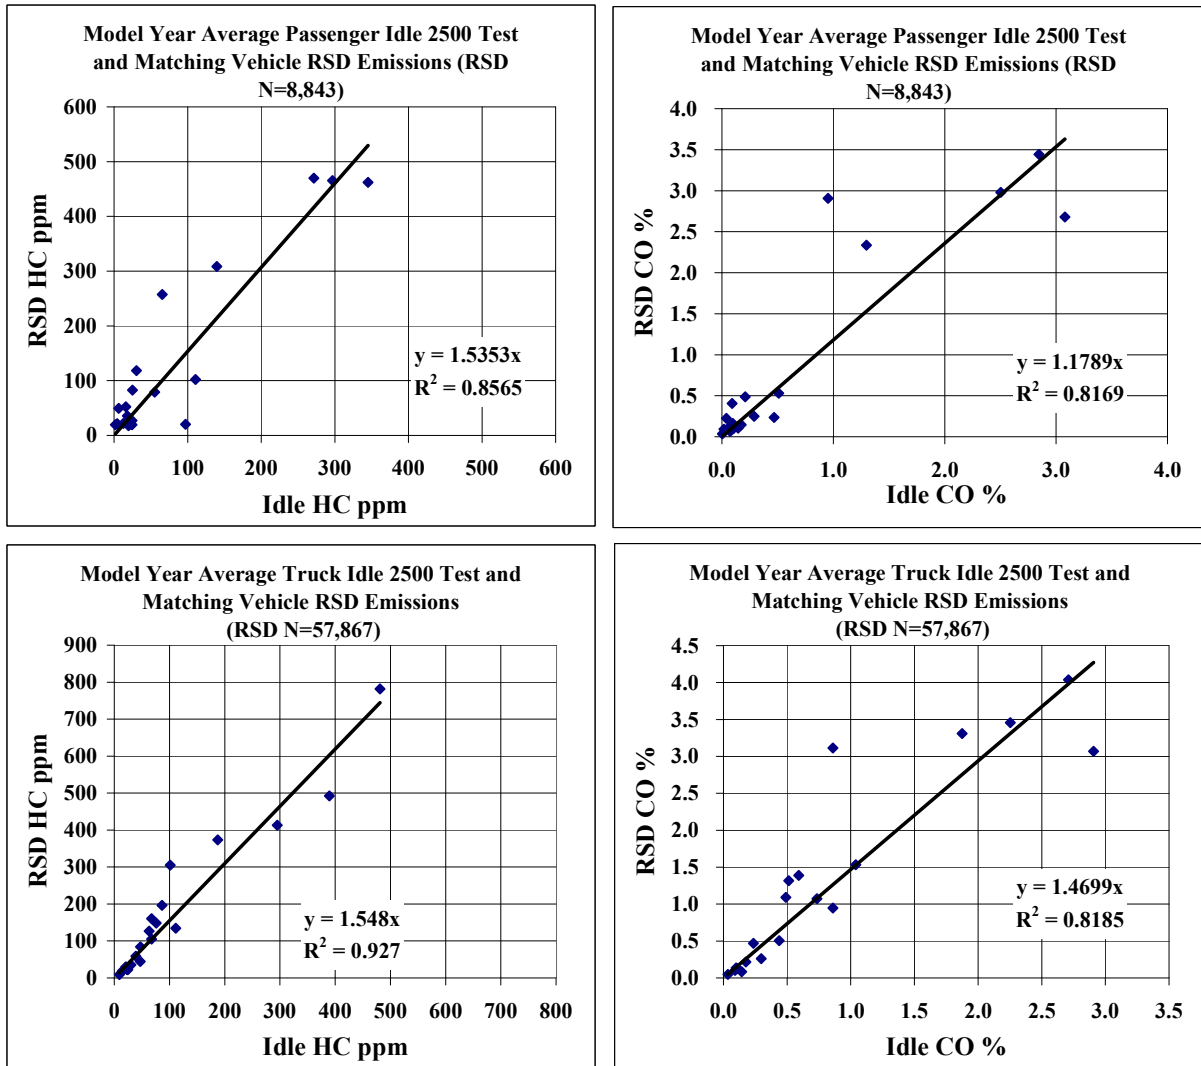 Model Year Average Passenger Idle 2500 Test
and Matching Vehicle RSD Emissions (RSD
N=8,843)
600
500
400
300
200
100
0
RSD HC ppm
y = 1.5353x
R² = 0.8565
0 100 200 300 400 500 600
Idle HC ppm
Model Year Average Passenger Idle 2500 Test
and Matching Vehicle RSD Emissions (RSD
N=8,843)
4.0
3.5
3.0
2.5
2.0
1.5
1.0
0.5
0.0
RSD CO %
y = 1.1789x
R² = 0.8169
0.0 1.0 2.0 3.0 4.0
Idle CO %
Model Year Average Truck Idle 2500 Test and
Matching Vehicle RSD Emissions
(RSD N=57,867)
900
800
700
600
500
400
300
200
100
0
RSD HC ppm
y = 1.548x
R² = 0.927
0 100 200 300 400 500 600 700 800
Idle HC ppm
Model Year Average Truck Idle 2500 Test and
Matching Vehicle RSD Emissions
(RSD N=57,867)
4.5
4.0
3.5
3.0
2.5
2.0
1.5
1.0
0.5
0.0
RSD CO %
y = 1.4699x
R² = 0.8185
0.0 0.5 1.0 1.5 2.0 2.5 3.0 3.5
Idle CO %